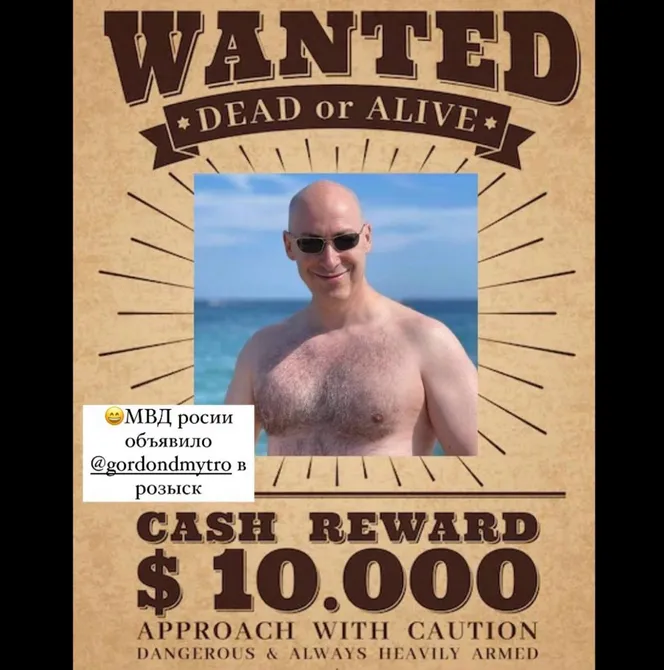 WANTED
DEAD or ALIVE
😄МВД росии
объявило
@gordondmytro в
розыск
CASH REWARD
$ 10.000
APPROACH WITH CAUTION
DANGEROUS & ALWAYS HEAVILY ARMED